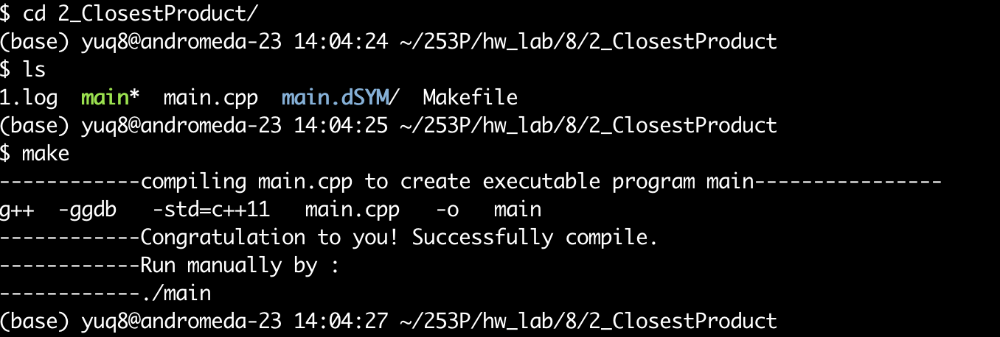 $ cd 2_ClosestProduct/
(base) yuq8@andromeda-23 14:04:24 ~/253P/hw_lab/8/2_ClosestProduct
$ ls
1.log  main*  main.cpp  main.dSYM/  Makefile
(base) yuq8@andromeda-23 14:04:25 ~/253P/hw_lab/8/2_ClosestProduct
$ make
------------compiling main.cpp to create executable program main----------------
g++  -ggdb   -std=c++11   main.cpp   -o   main
------------Congratulation to you! Successfully compile.
------------Run manually by :
------------./main
(base) yuq8@andromeda-23 14:04:27 ~/253P/hw_lab/8/2_ClosestProduct